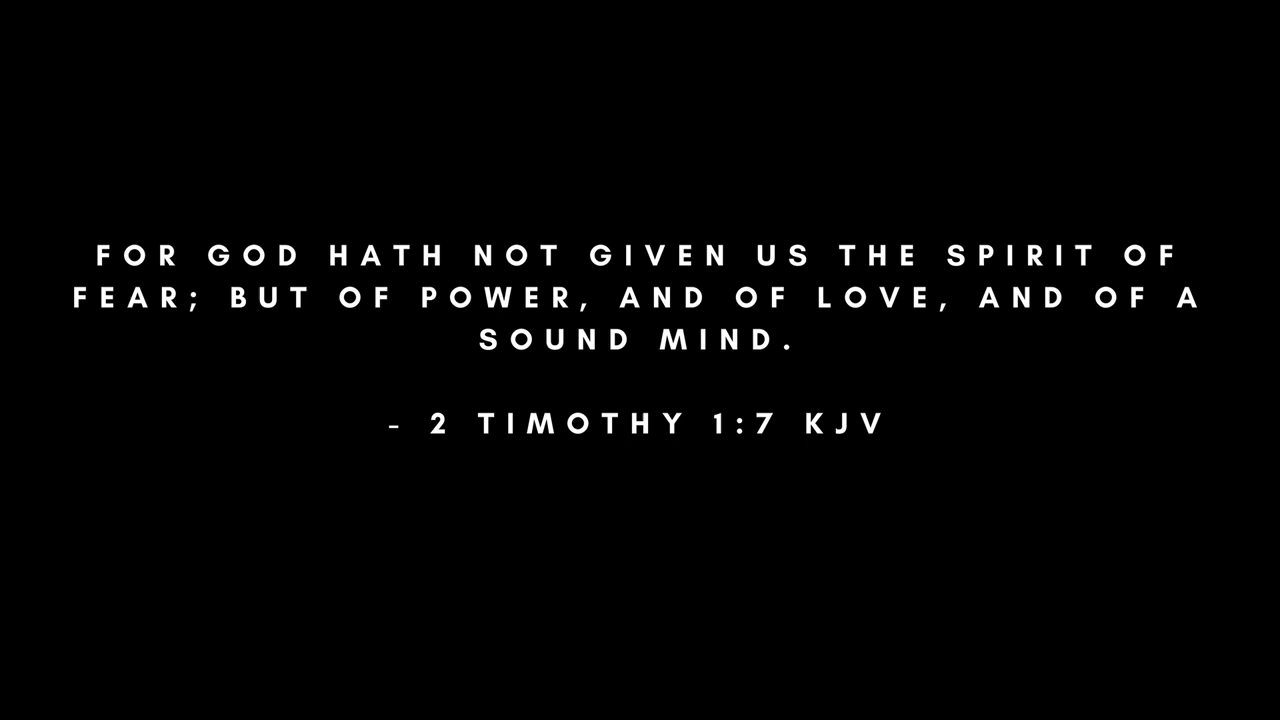 FOR GOD HATH NOT GIVEN US THE SPIRIT OF
FEAR; BUT OF POWER, AND OF LOVE, AND OF A
SOUND MIND.
- 2 TIMOTHY 1:7 KJV